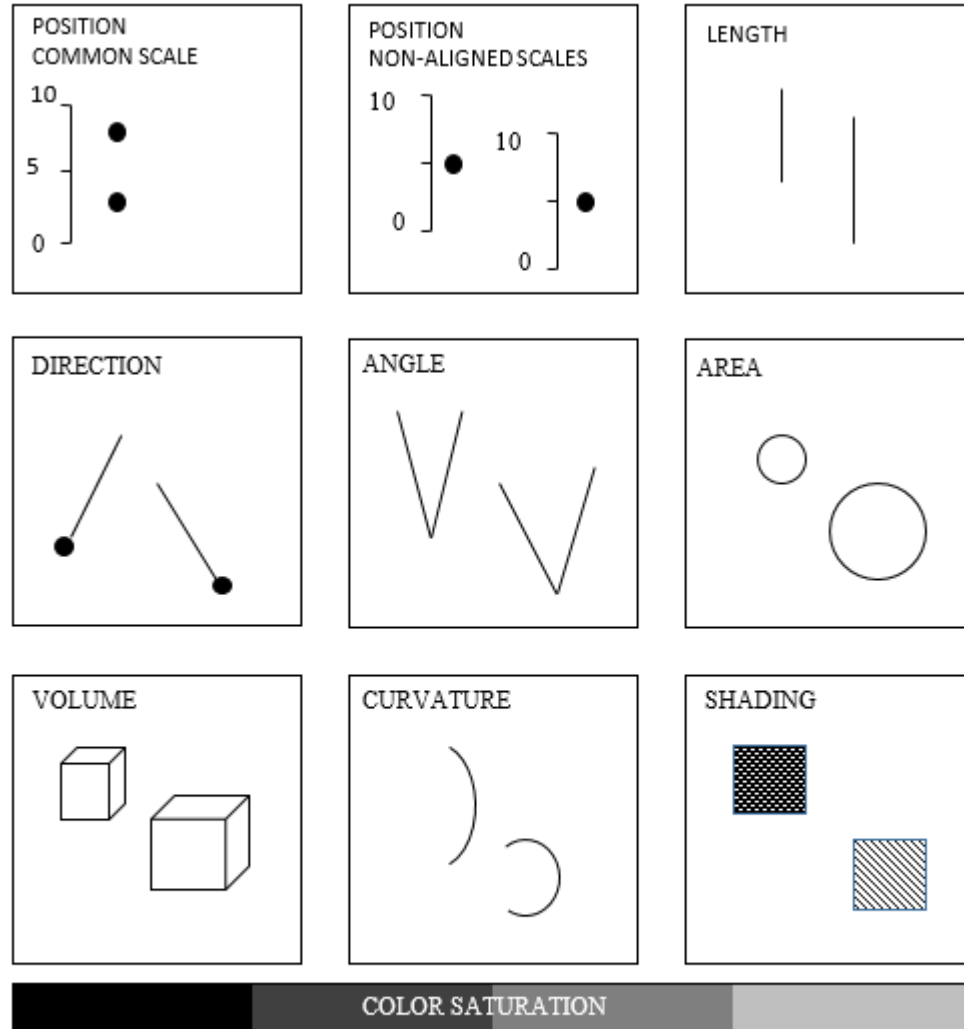 POSITION
COMMON SCALE
10
5
0
POSITION
NON-ALIGNED SCALES
10
0
10
0
LENGTH
DIRECTION
ANGLE
AREA
VOLUME
CURVATURE
SHADING
COLOR SATURATION